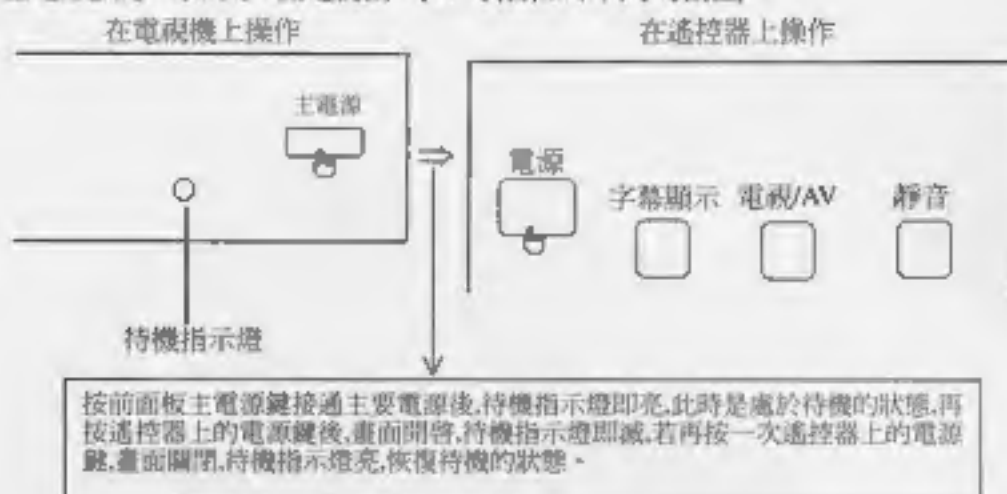 在電視機上操作
在遙控器上操作
主電源
電源
字幕顯示 電視/AV 靜音
待機指示燈
按前面板主電源鍵接通主要電源後,待機指示燈即亮,此時是處於待機的狀態,再
按遙控器上的電源鍵後,畫面開啓,待機指示燈即滅,若再按一次遙控器上的電源
鍵,畫面關閉,待機指示燈亮,恢復待機的狀態。